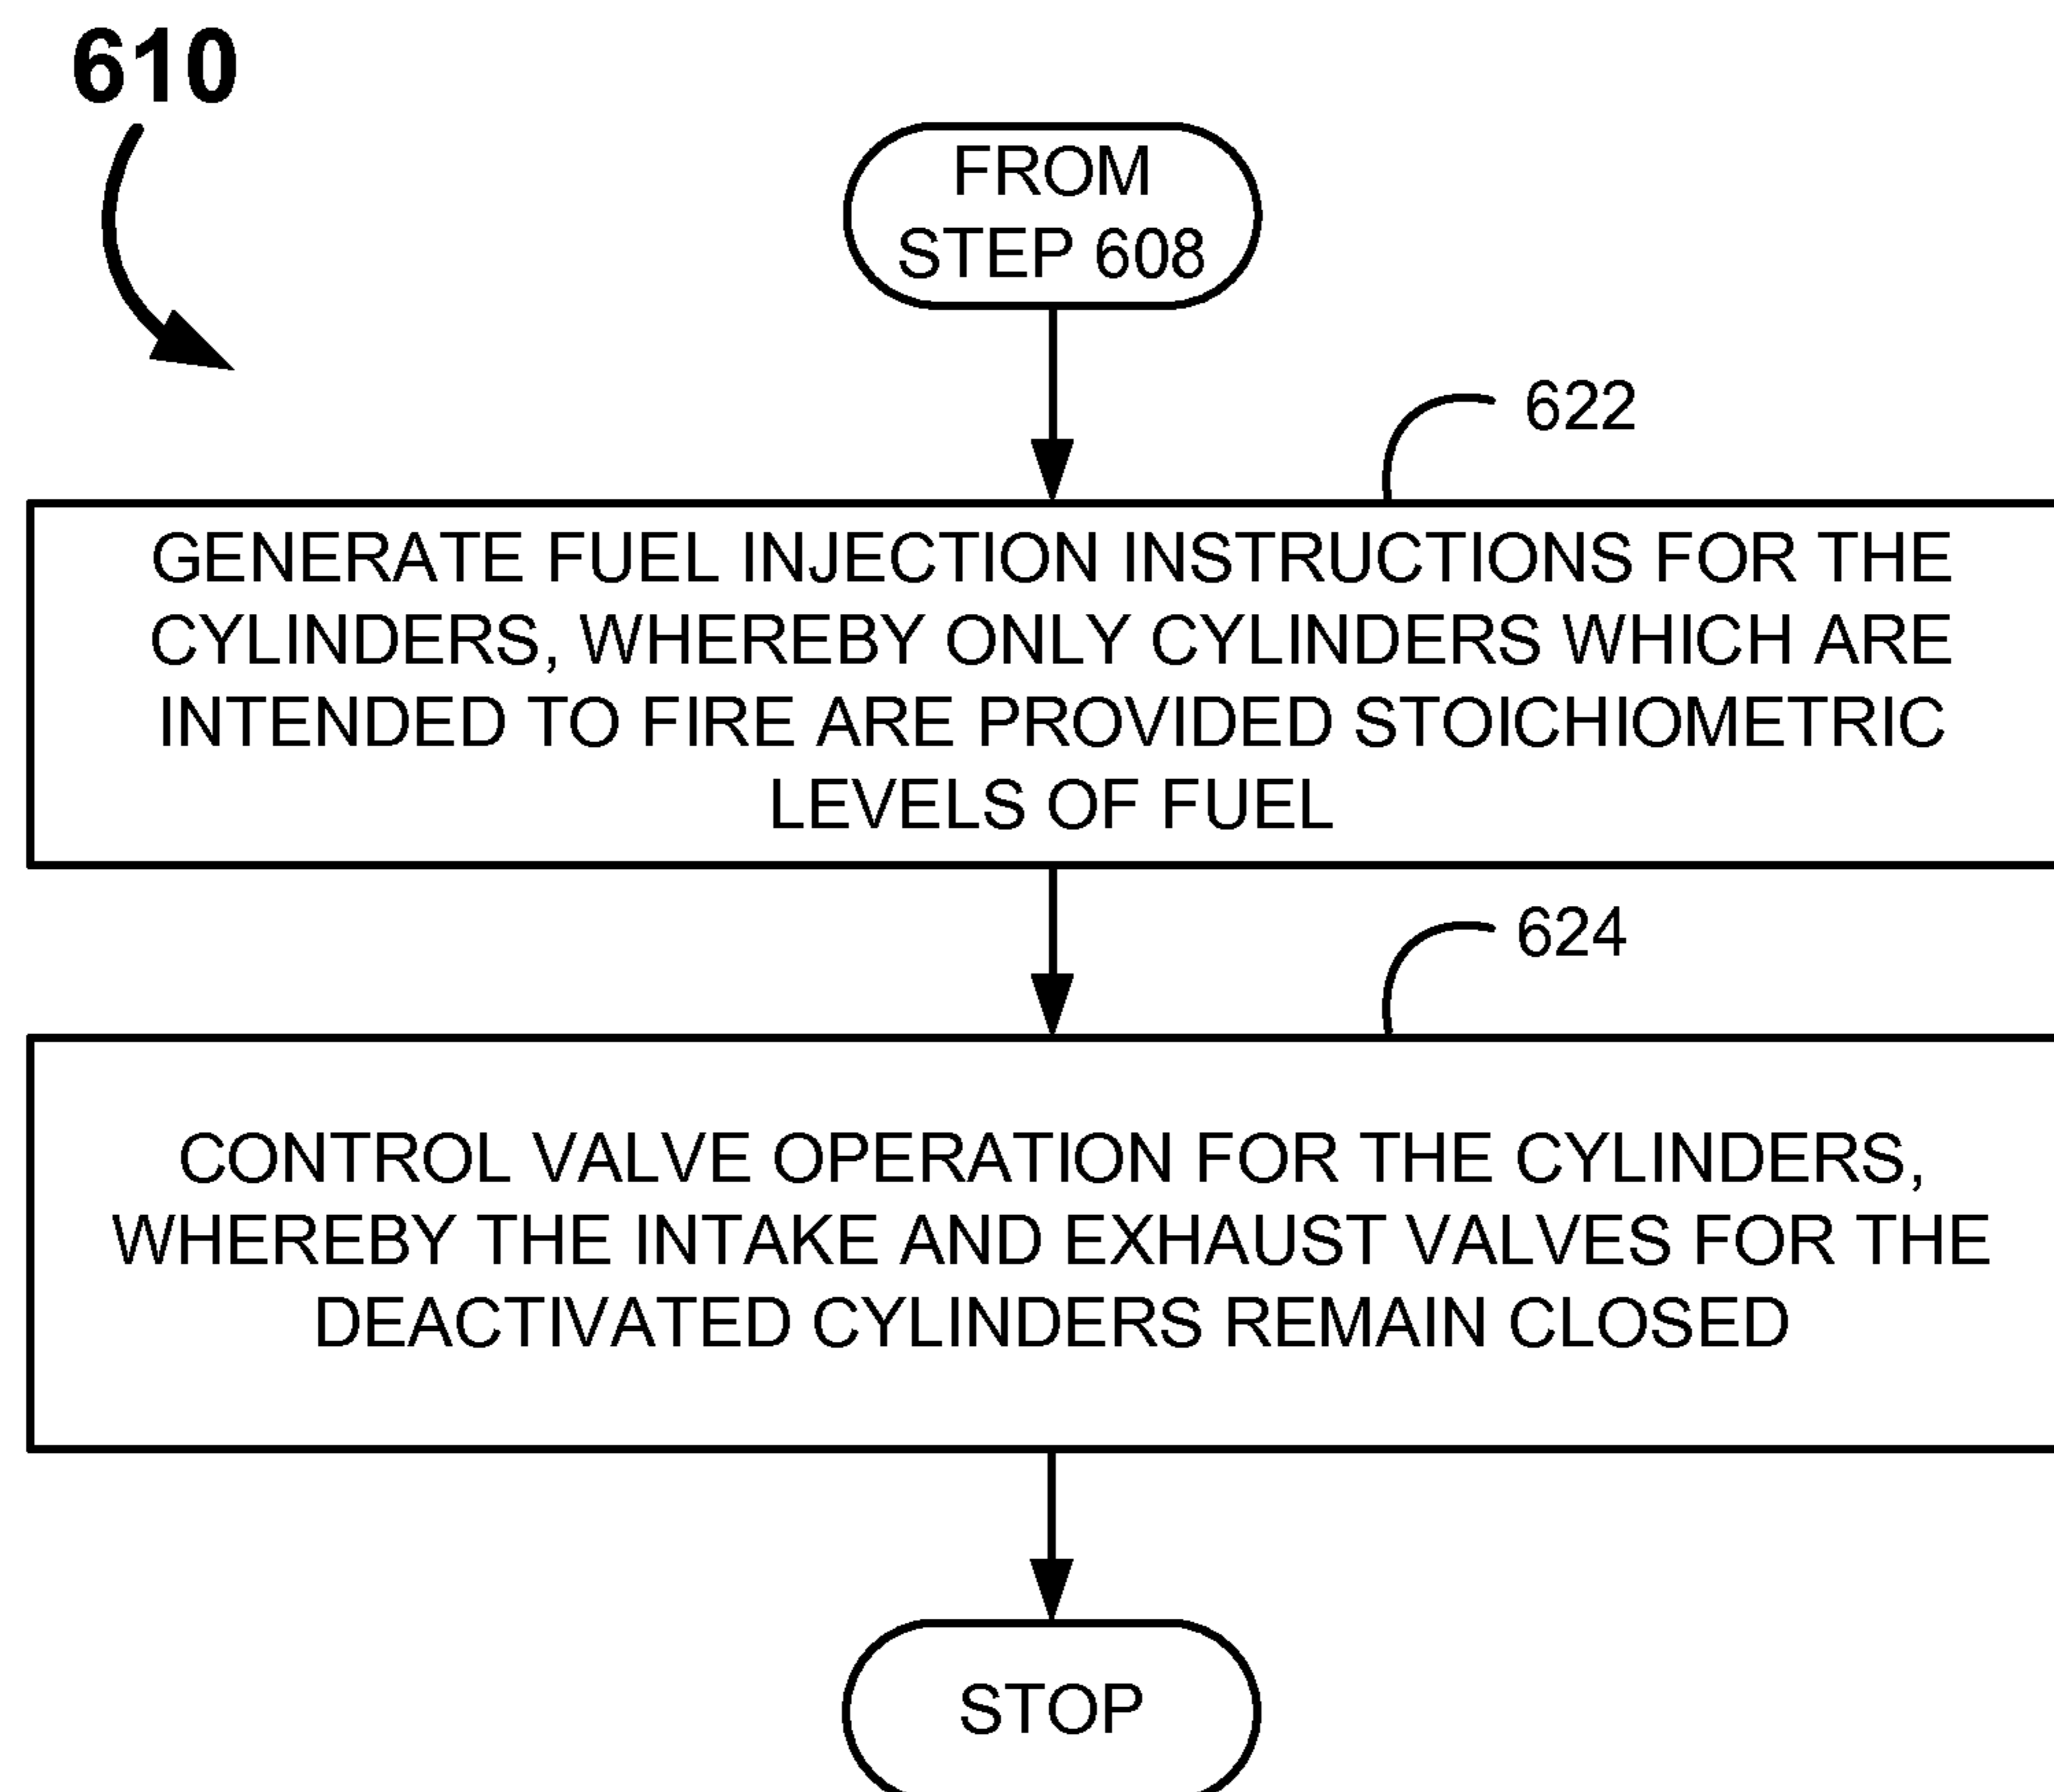 610
FROM
STEP 608
622
GENERATE FUEL INJECTION INSTRUCTIONS FOR THE
CYLINDERS, WHEREBY ONLY CYLINDERS WHICH ARE
INTENDED TO FIRE ARE PROVIDED STOICHIOMETRIC
LEVELS OF FUEL
624
CONTROL VALVE OPERATION FOR THE CYLINDERS,
WHEREBY THE INTAKE AND EXHAUST VALVES FOR THE
DEACTIVATED CYLINDERS REMAIN CLOSED
STOP